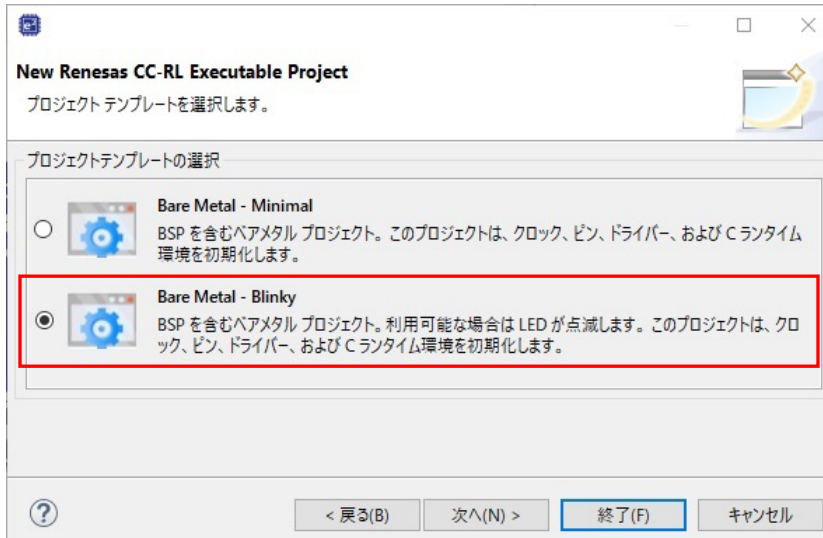 New Renesas CC-RL Executable Project
プロジェクト テンプレートを選択します。
プロジェクトテンプレートの選択
Bare Metal - Minimal
BSP を含むベアメタル プロジェクト。このプロジェクトは、クロック、ピン、ドライバー、および C ランタイム
環境を初期化します。
Bare Metal - Blinky
BSP を含むベアメタル プロジェクト。利用可能な場合は LED が点滅します。このプロジェクトは、クロ
ック、ピン、ドライバー、および C ランタイム環境を初期化します。
< 戻る(B)
次へ(N) >
終了(F)
キャンセル